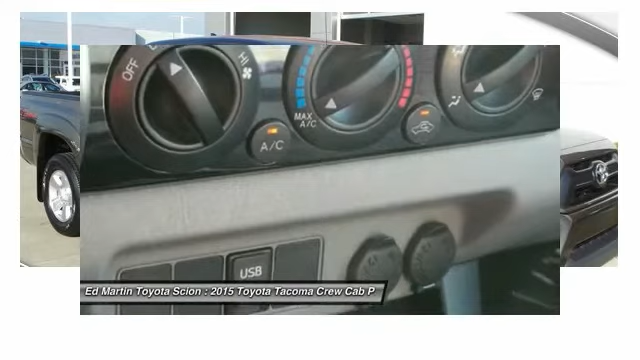 OFF
HI
MAX
A/C
A/C
USB
Ed Martin Toyota Scion : 2015 Toyota Tacoma Crew Cab P